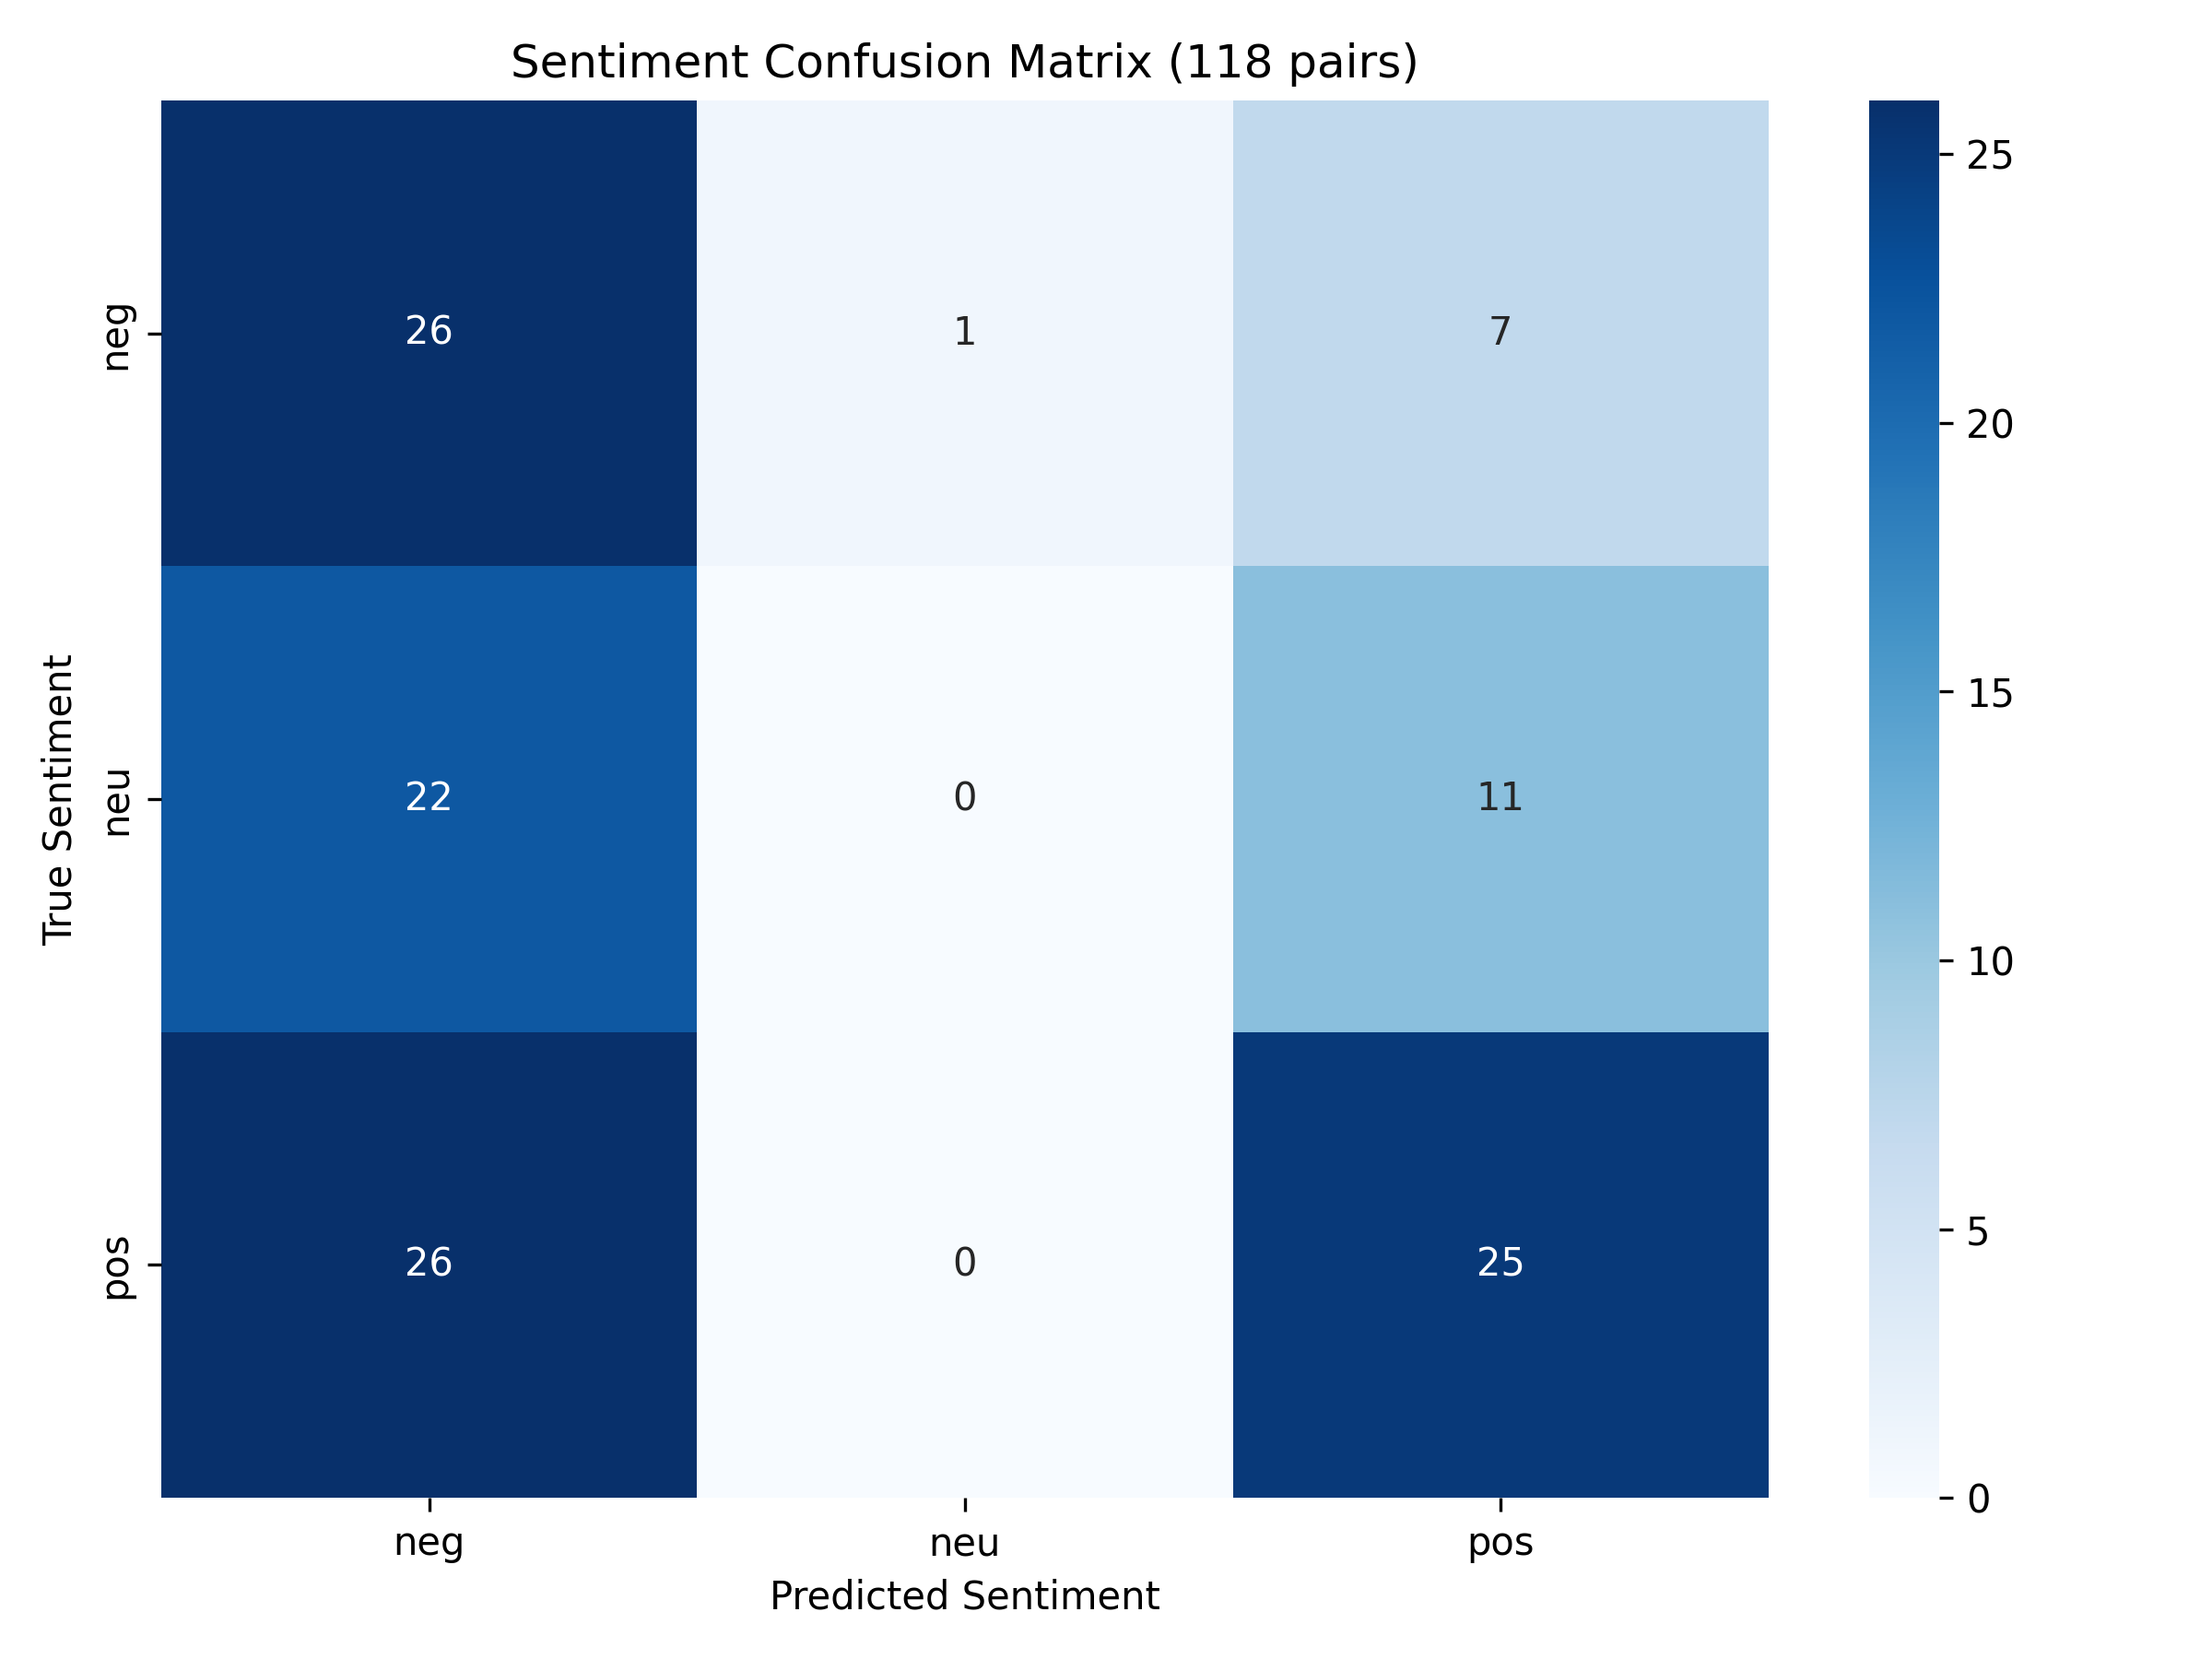 Sentiment Confusion Matrix (118 pairs)
True Sentiment
neg
26 1 7
neu
22 0 11
pos
26 0 25
neg neu pos
Predicted Sentiment
25
20
15
10
5
0